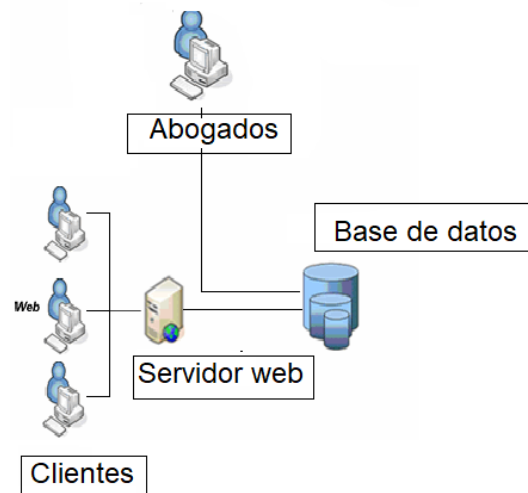 Abogados
Base de datos
Web
Servidor web
Clientes